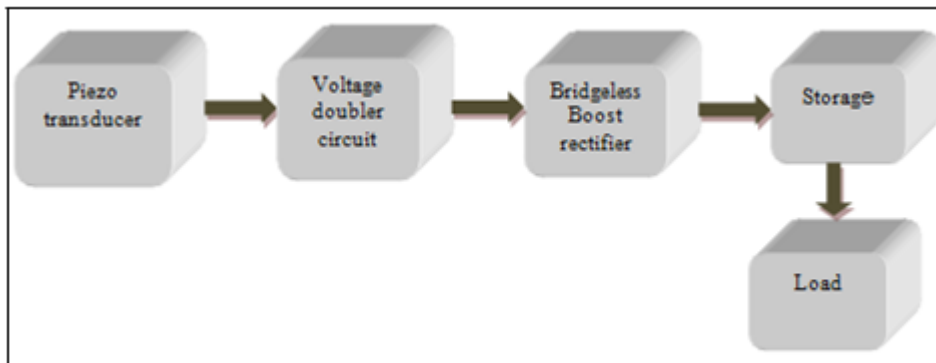 Piezo
transducer
Voltage
doubler
circuit
Bridgeless
Boost
rectifier
Storage
Load